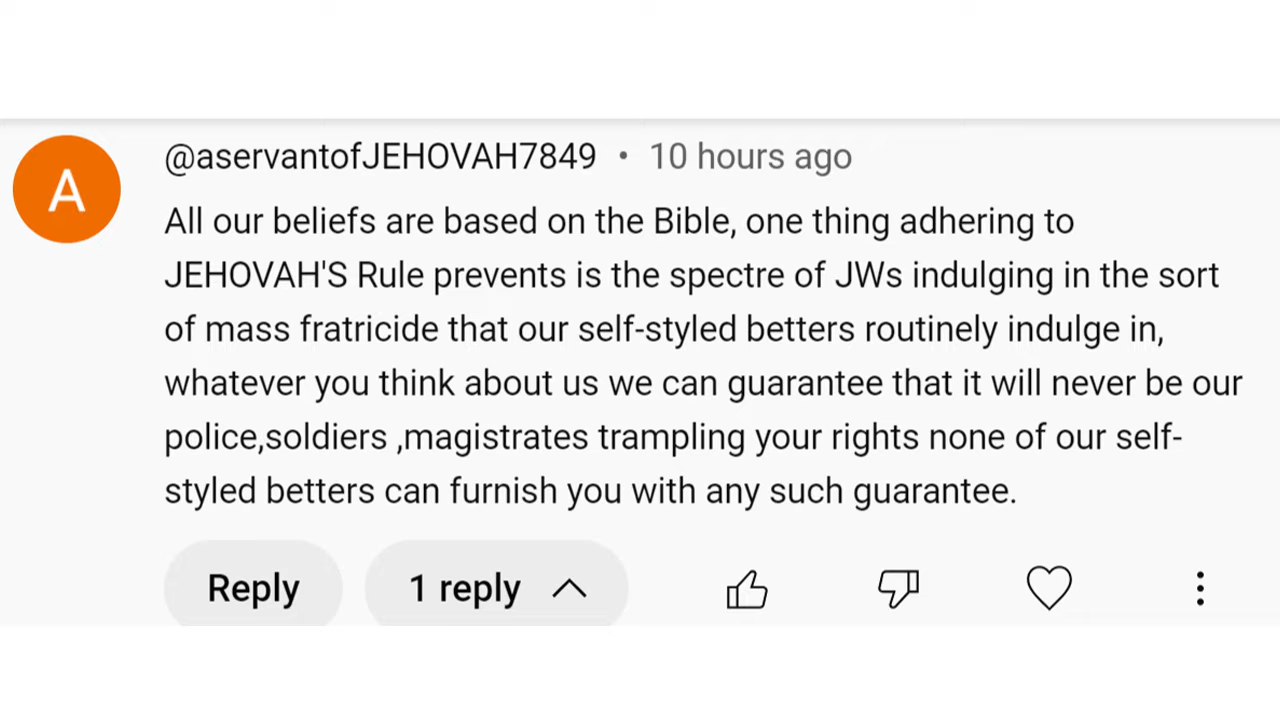 A
@aservantofJEHOVAH7849 • 10 hours ago
All our beliefs are based on the Bible, one thing adhering to
JEHOVAH'S Rule prevents is the spectre of JWs indulging in the sort
of mass fratricide that our self-styled betters routinely indulge in,
whatever you think about us we can guarantee that it will never be our
police,soldiers ,magistrates trampling your rights none of our self-
styled betters can furnish you with any such guarantee.
Reply 1 reply